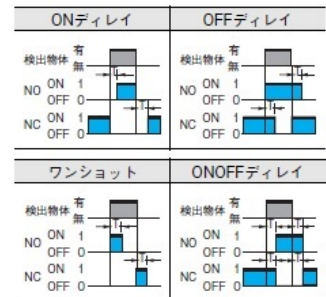 ONディレイ
検出物体 有
無
T
NO ON 1
OFF 0
T
NC ON 1
OFF 0
OFFディレイ
検出物体 有
無
T
NO ON 1
OFF 0
T
NC ON 1
OFF 0
ワンショット
検出物体 有
無
T
NO ON 1
OFF 0
T
NC ON 1
OFF 0
ONOFFディレイ
検出物体 有
無
T T
NO ON 1
OFF 0
T T
NC ON 1
OFF 0